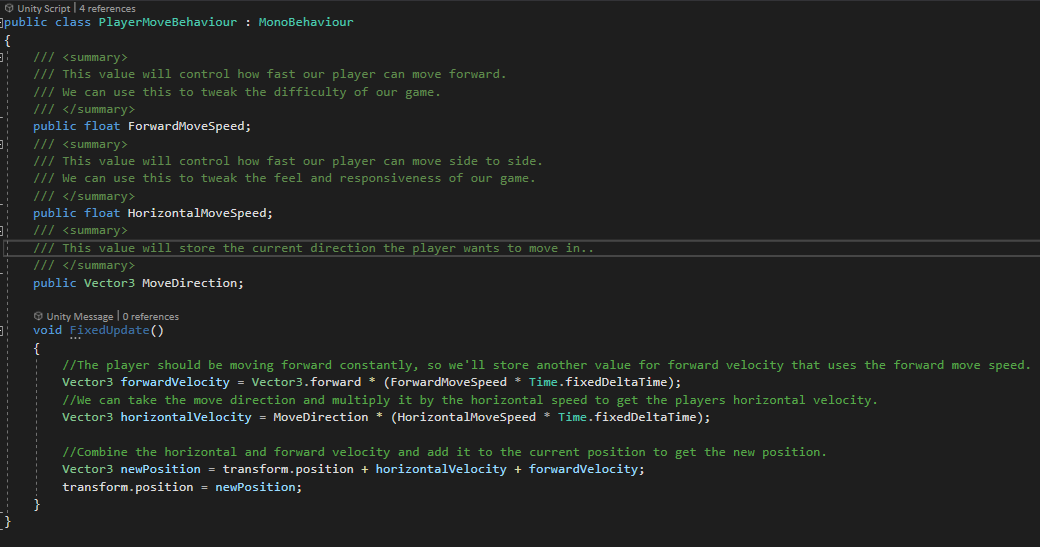 Unity Script | 4 references
public class PlayerMoveBehaviour : MonoBehaviour
{
/// <summary>
/// This value will control how fast our player can move forward.
/// We can use this to tweak the difficulty of our game.
/// </summary>
public float ForwardMoveSpeed;
/// <summary>
/// This value will control how fast our player can move side to side.
/// We can use this to tweak the feel and responsiveness of our game.
/// </summary>
public float HorizontalMoveSpeed;
/// <summary>
/// This value will store the current direction the player wants to move in..
/// </summary>
public Vector3 MoveDirection;
Unity Message | 0 references
void FixedUpdate()
{
//The player should be moving forward constantly, so we'll store another value for forward velocity that uses the forward move speed.
Vector3 forwardVelocity = Vector3.forward * (ForwardMoveSpeed * Time.fixedDeltaTime);
//We can take the move direction and multiply it by the horizontal speed to get the players horizontal velocity.
Vector3 horizontalVelocity = MoveDirection * (HorizontalMoveSpeed * Time.fixedDeltaTime);
//Combine the horizontal and forward velocity and add it to the current position to get the new position.
Vector3 newPosition = transform.position + horizontalVelocity + forwardVelocity;
transform.position = newPosition;
}
}